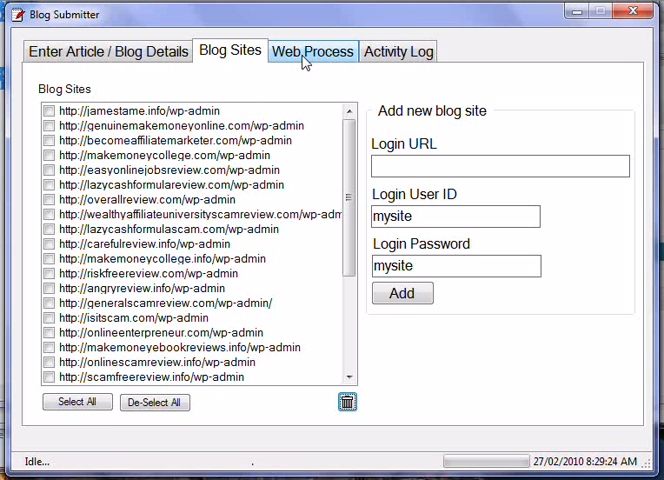 Blog Submitter
Enter Article / Blog Details
Blog Sites
Web Process
Activity Log
Blog Sites
http://jamestame.info/wp-admin
http://genuinemakemoneyonline.com/wp-admin
http://becomeaffiliatemarketer.com/wp-admin
http://makemoneycollege.com/wp-admin
http://easyonlinejobsreview.com/wp-admin
http://lazycashformulareview.com/wp-admin
http://overallreview.com/wp-admin
http://wealthyaffiliateuniversityscamreview.com/wp-adm
http://lazycashformulascam.com/wp-admin
http://carefulreview.info/wp-admin
http://makemoneycollege.info/wp-admin
http://riskfreereview.com/wp-admin
http://angryreview.info/wp-admin
http://generalscamreview.com/wp-admin/
http://isitscam.com/wp-admin
http://onlineenterpreneur.com/wp-admin
http://makemoneyebookreviews.info/wp-admin
http://onlinescamreview.com/wp-admin
http://scamfreereview.info/wp-admin
Select All
De-Select All
Add new blog site
Login URL
Login User ID
mysite
Login Password
mysite
Add
Idle...
.
27/02/2010 8:29:24 AM